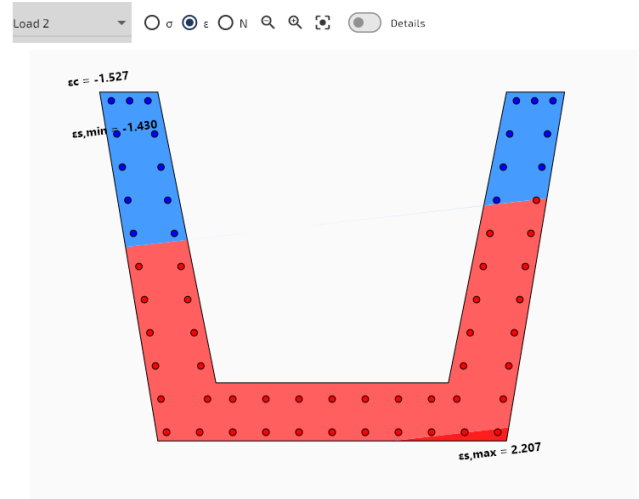 Load 2 σ ε N Details
εc = -1.527
εs,min = -1.430
εs,max = 2.207